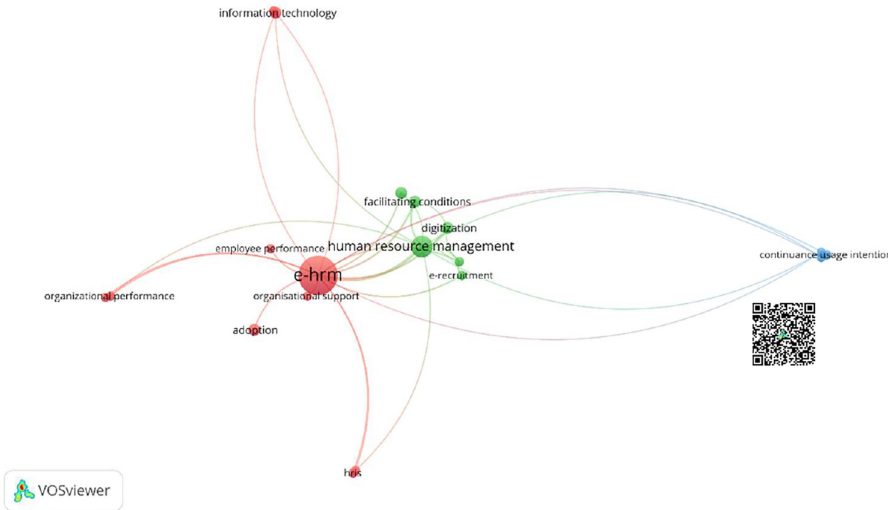 information technology
facilitating conditions
digitization
human resource management
employee performance
continuance usage intention
e-hrm
e-recruitment
organizational performance
organisational support
adoption
hris
VOSviewer